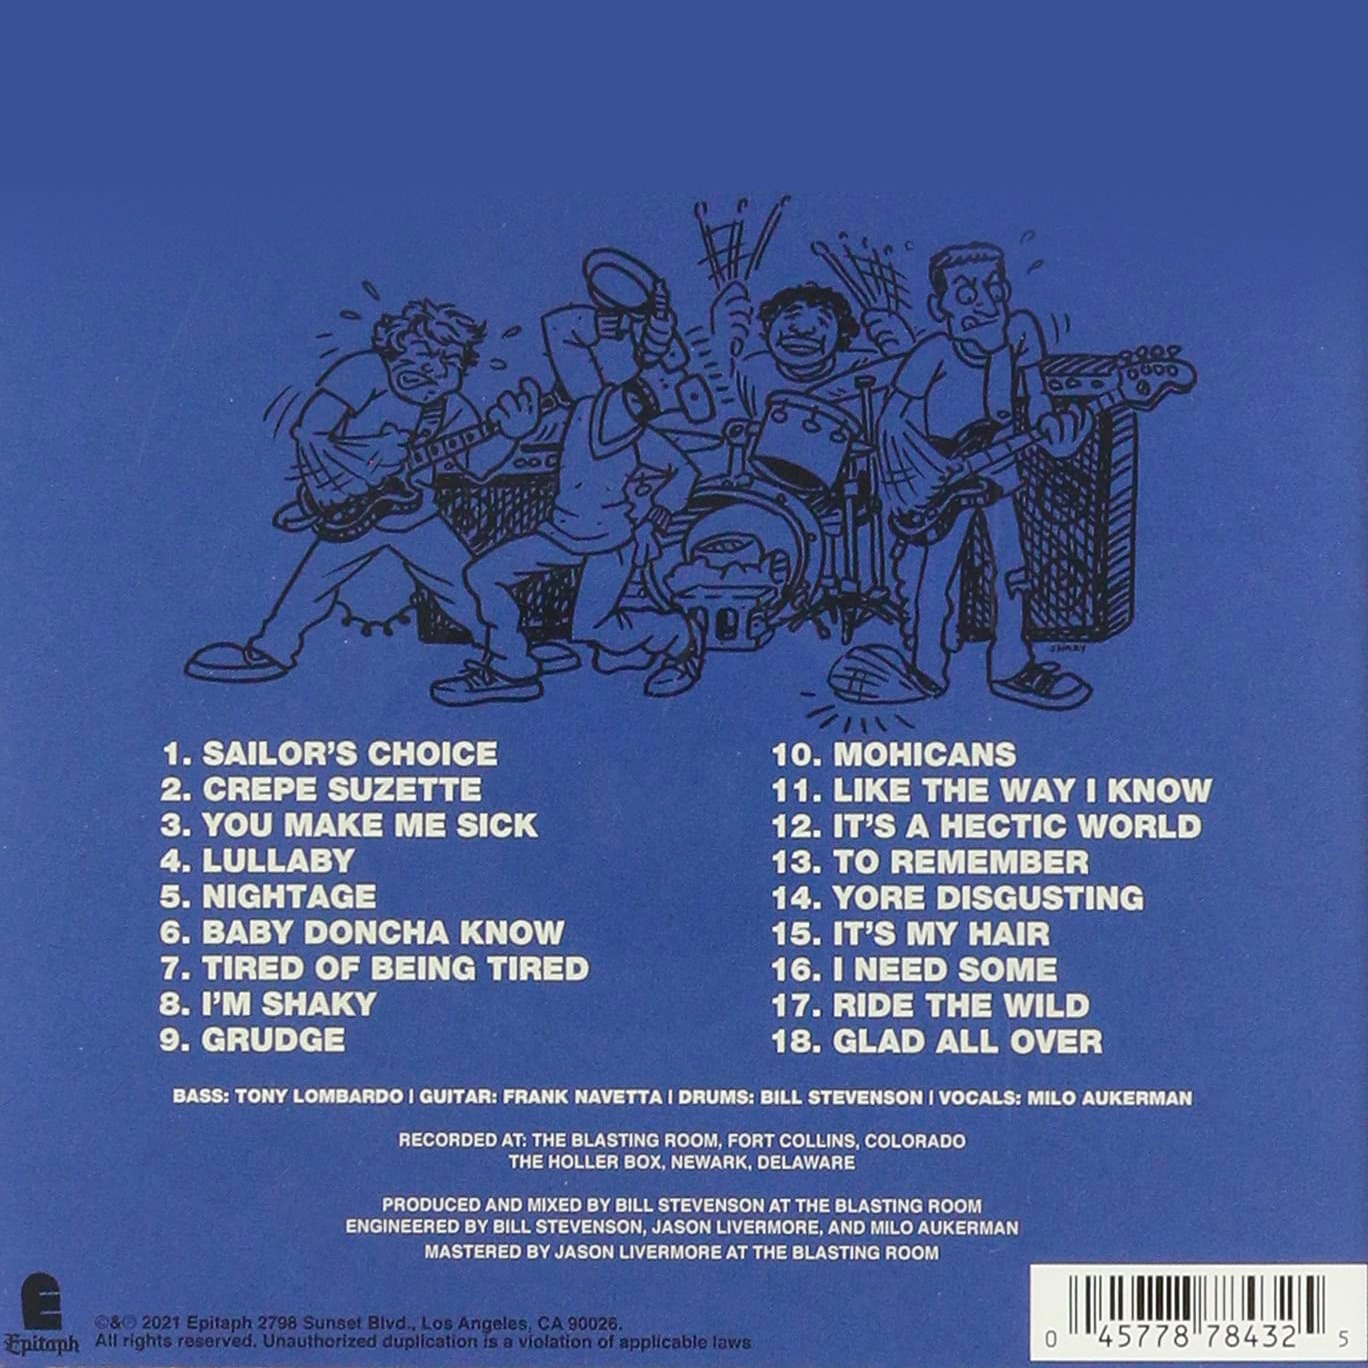 1. SAILOR'S CHOICE
2. CREPE SUZETTE
3. YOU MAKE ME SICK
4. LULLABY
5. NIGHTAGE
6. BABY DONCHA KNOW
7. TIRED OF BEING TIRED
8. I'M SHAKY
9. GRUDGE
10. MOHICANS
11. LIKE THE WAY I KNOW
12. IT'S A HECTIC WORLD
13. TO REMEMBER
14. YORE DISGUSTING
15. IT'S MY HAIR
16. I NEED SOME
17. RIDE THE WILD
18. GLAD ALL OVER
BASS: TONY LOMBARDO | GUITAR: FRANK NAVETTA | DRUMS: BILL STEVENSON | VOCALS: MILO AUKERMAN
RECORDED AT: THE BLASTING ROOM, FORT COLLINS, COLORADO
THE HOLLER BOX, NEWARK, DELAWARE
PRODUCED AND MIXED BY BILL STEVENSON AT THE BLASTING ROOM
ENGINEERED BY BILL STEVENSON, JASON LIVERMORE, AND MILO AUKERMAN
MASTERED BY JASON LIVERMORE AT THE BLASTING ROOM
Epitaph
©&℗ 2021 Epitaph 2798 Sunset Blvd., Los Angeles, CA 90026.
All rights reserved. Unauthorized duplication is a violation of applicable laws
0 45778 78432 5